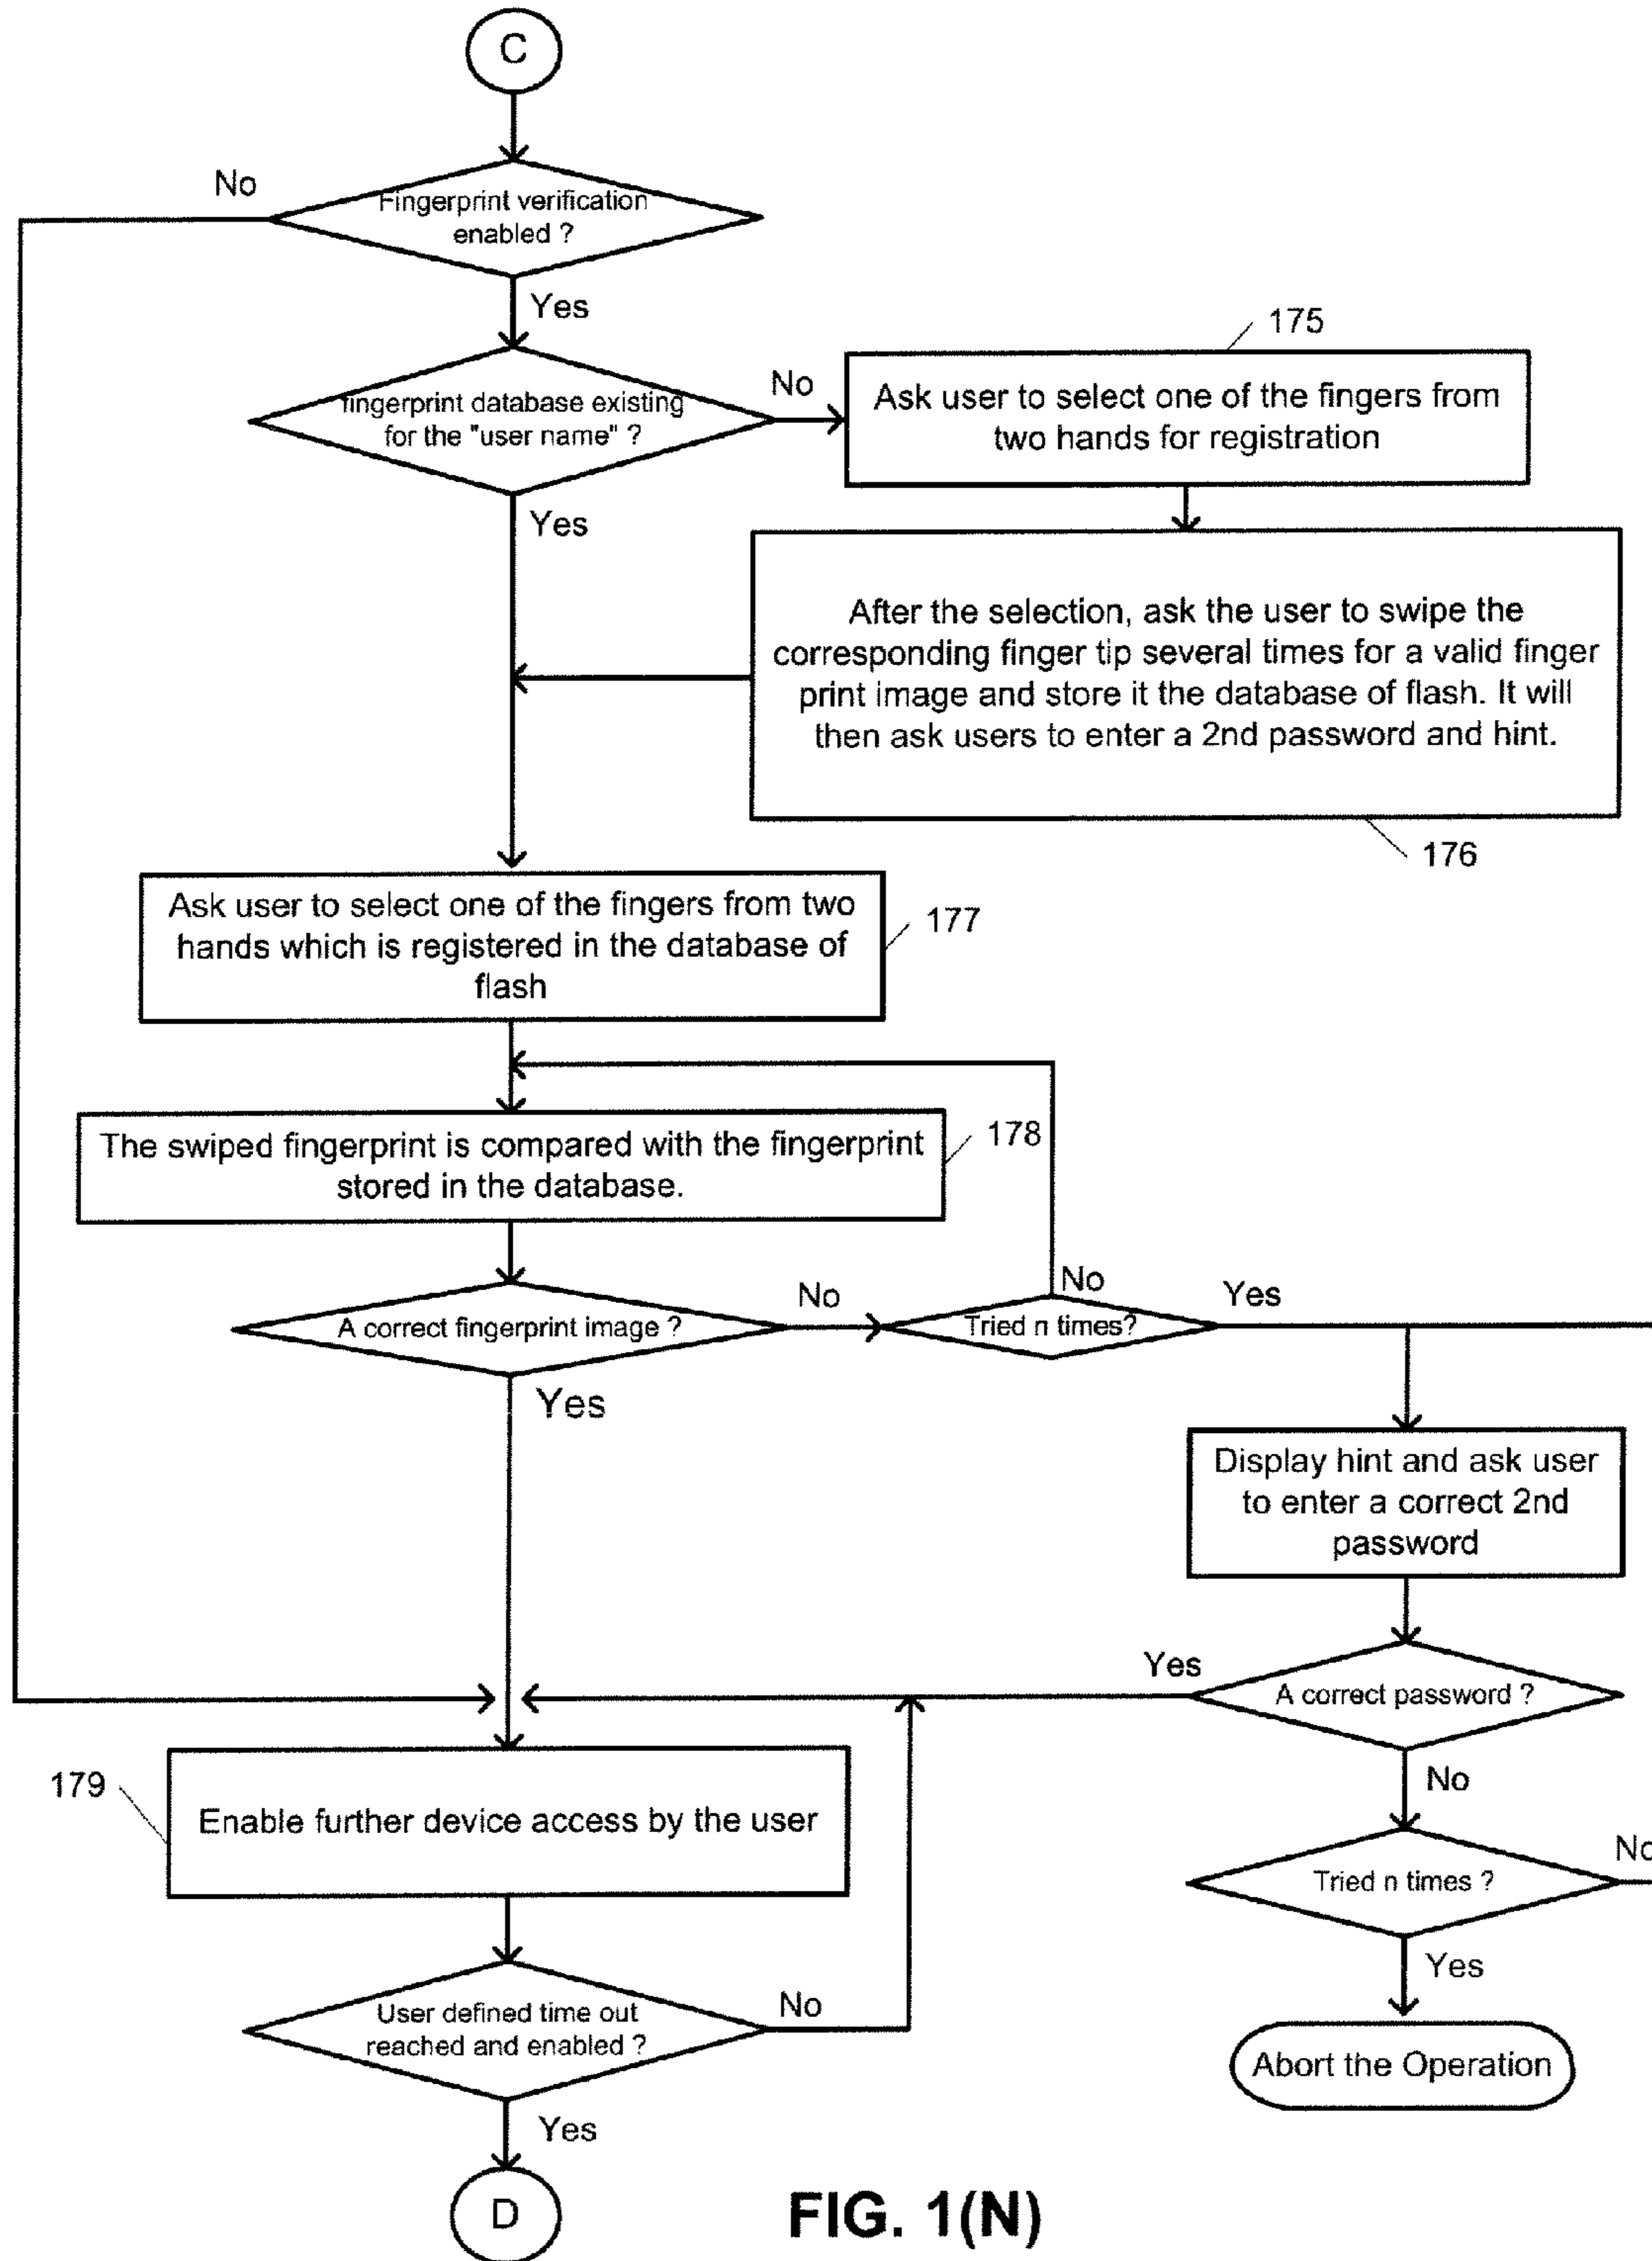 C
No
Fingerprint verification
enabled ?
Yes
175
fingerprint database existing
for the "user name" ?
No
Ask user to select one of the fingers from
two hands for registration
Yes
After the selection, ask the user to swipe the
corresponding finger tip several times for a valid finger
print image and store it the database of flash. It will
then ask users to enter a 2nd password and hint.
176
Ask user to select one of the fingers from two
hands which is registered in the database of
flash
177
The swiped fingerprint is compared with the fingerprint
stored in the database.
178
A correct fingerprint image ?
No
Tried n times?
No
Yes
Yes
Display hint and ask user
to enter a correct 2nd
password
Yes
A correct password ?
No
179
Enable further device access by the user
Tried n times ?
No
Yes
User defined time out
reached and enabled ?
No
Abort the Operation
Yes
D
FIG. 1(N)